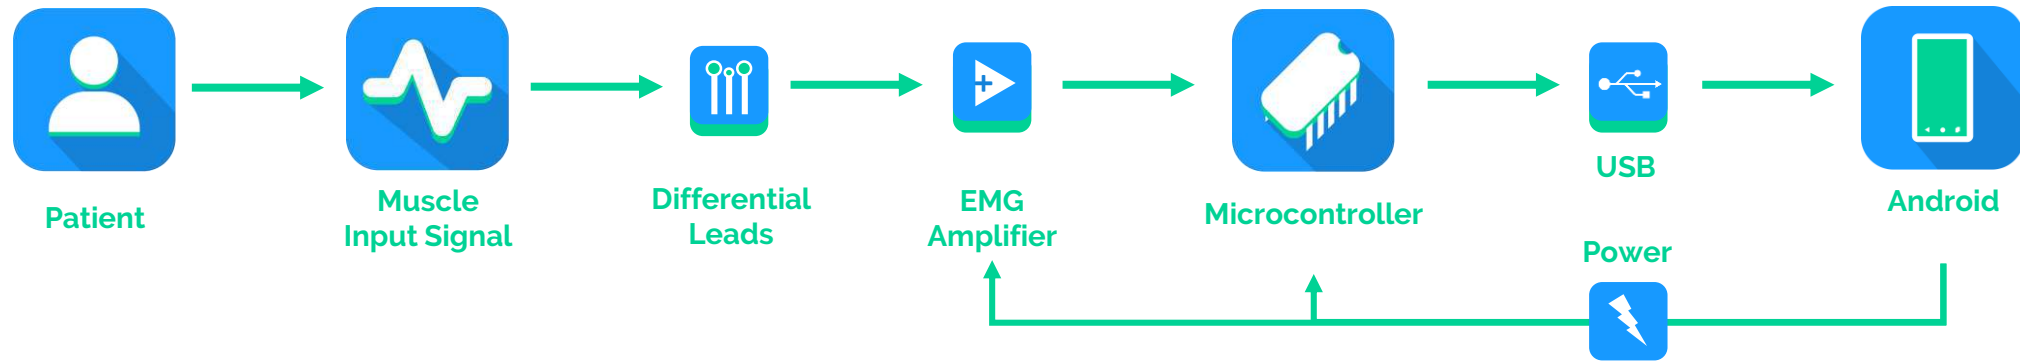 Patient
Muscle
Input Signal
Differential
Leads
EMG
Amplifier
Microcontroller
USB
Android
Power